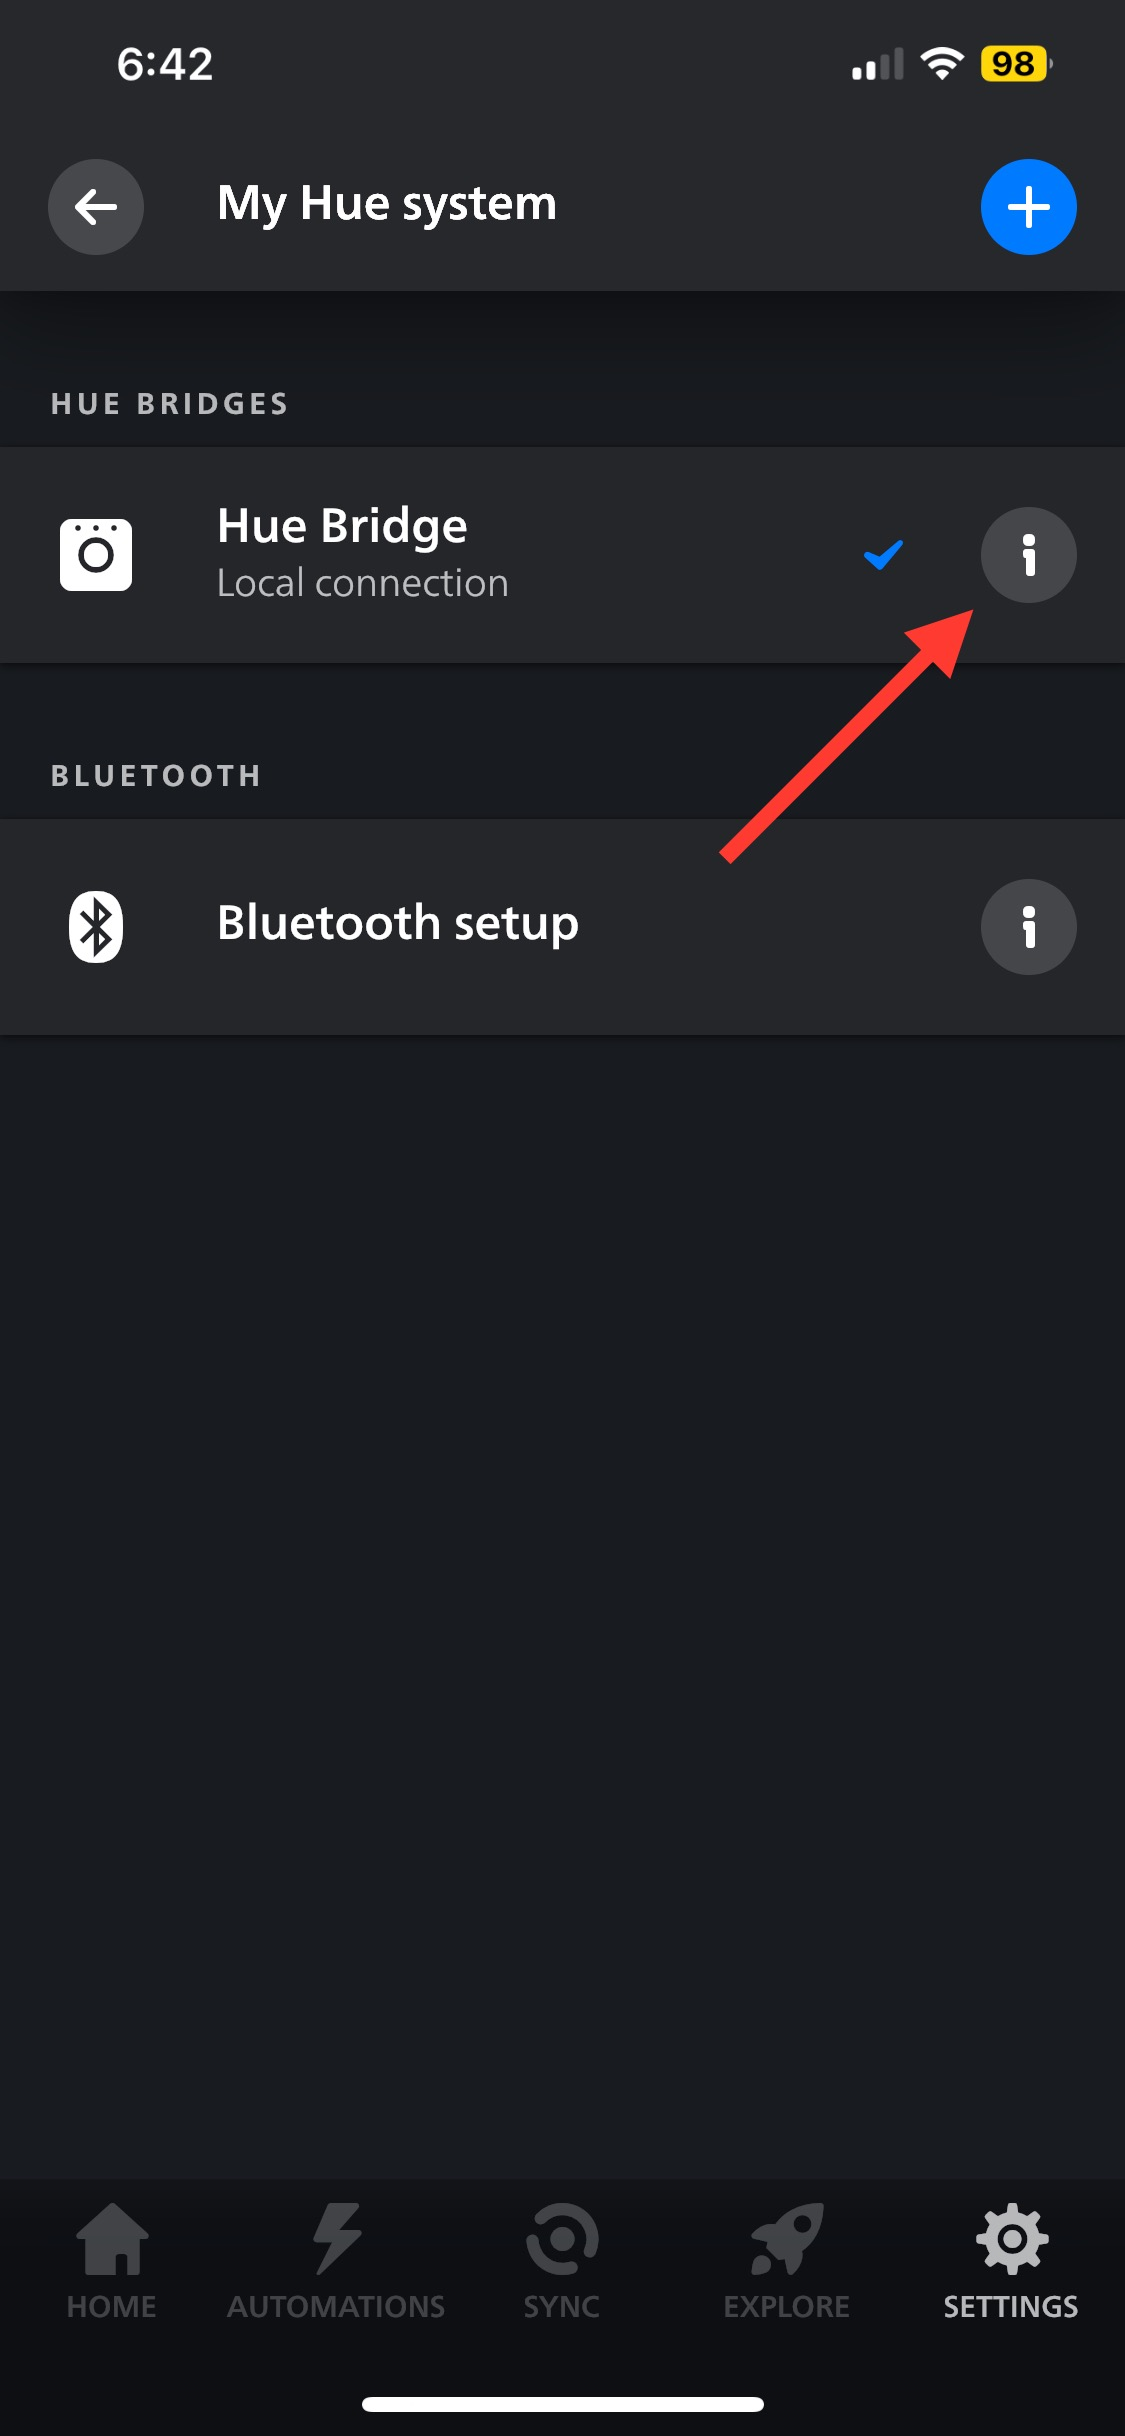 6:42
98
My Hue system
HUE BRIDGES
Hue Bridge
Local connection
BLUETOOTH
Bluetooth setup
HOME
AUTOMATIONS
SYNC
EXPLORE
SETTINGS